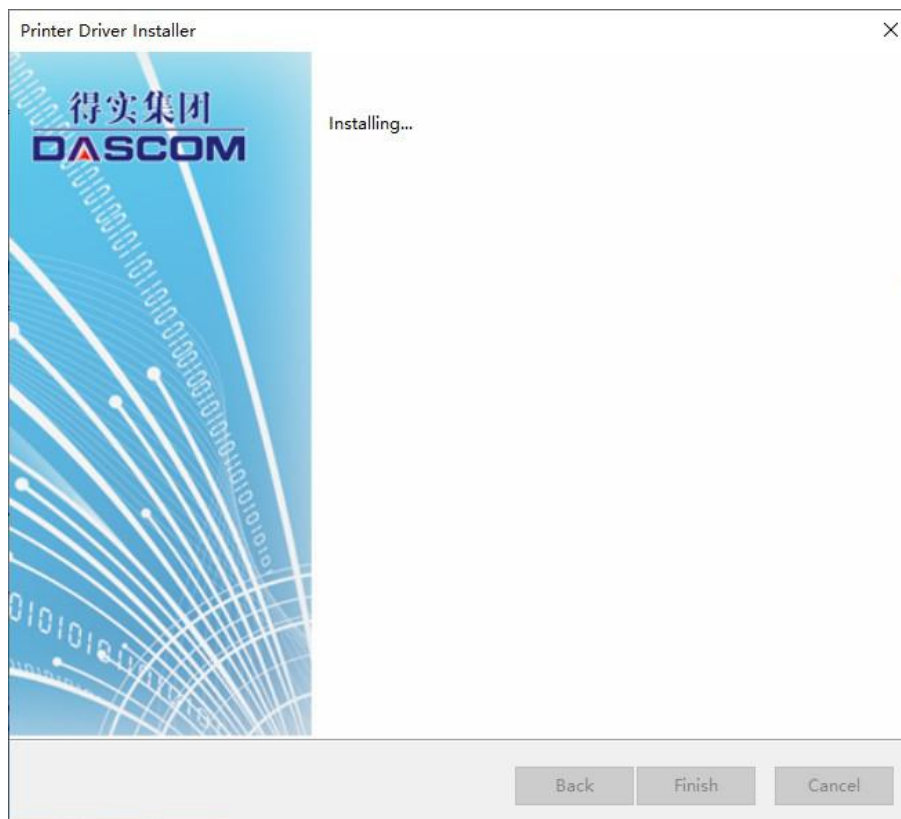 Printer Driver Installer
得实集团
DASCOM
Installing...
Back
Finish
Cancel